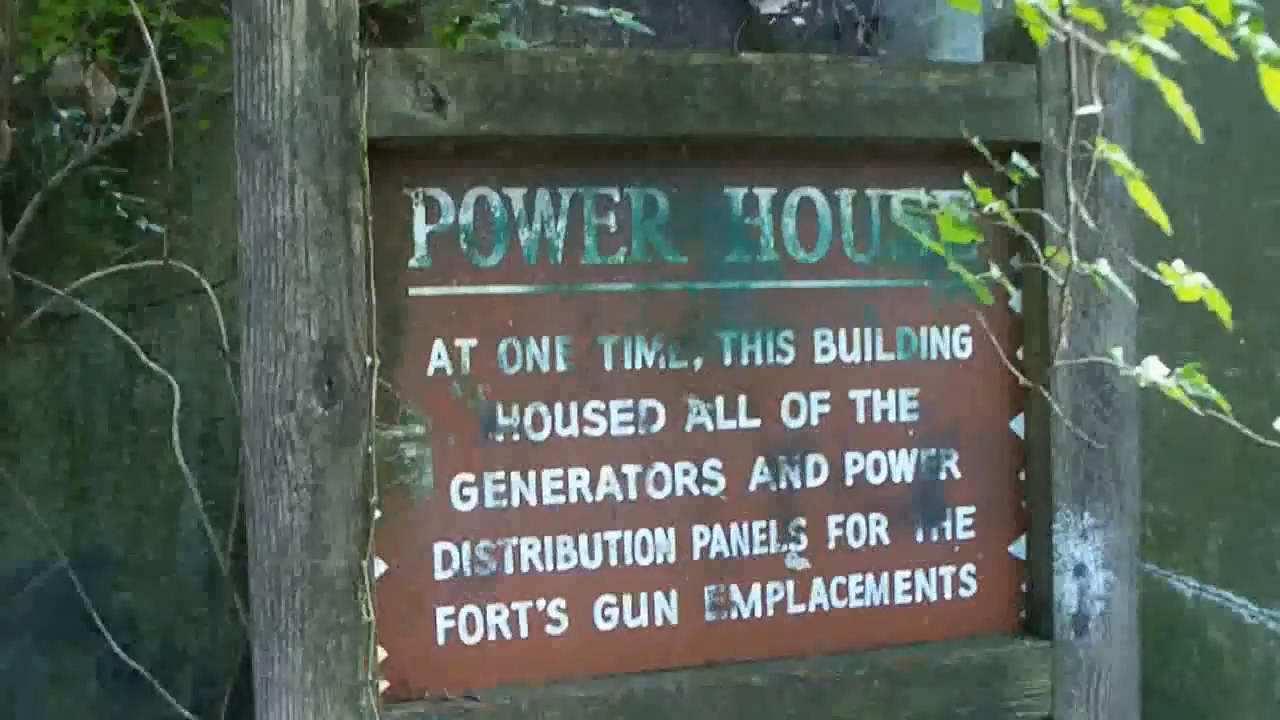 POWER HOUSE
AT ONE TIME, THIS BUILDING
HOUSED ALL OF THE
GENERATORS AND POWER
DISTRIBUTION PANELS FOR THE
FORT'S GUN EMPLACEMENTS